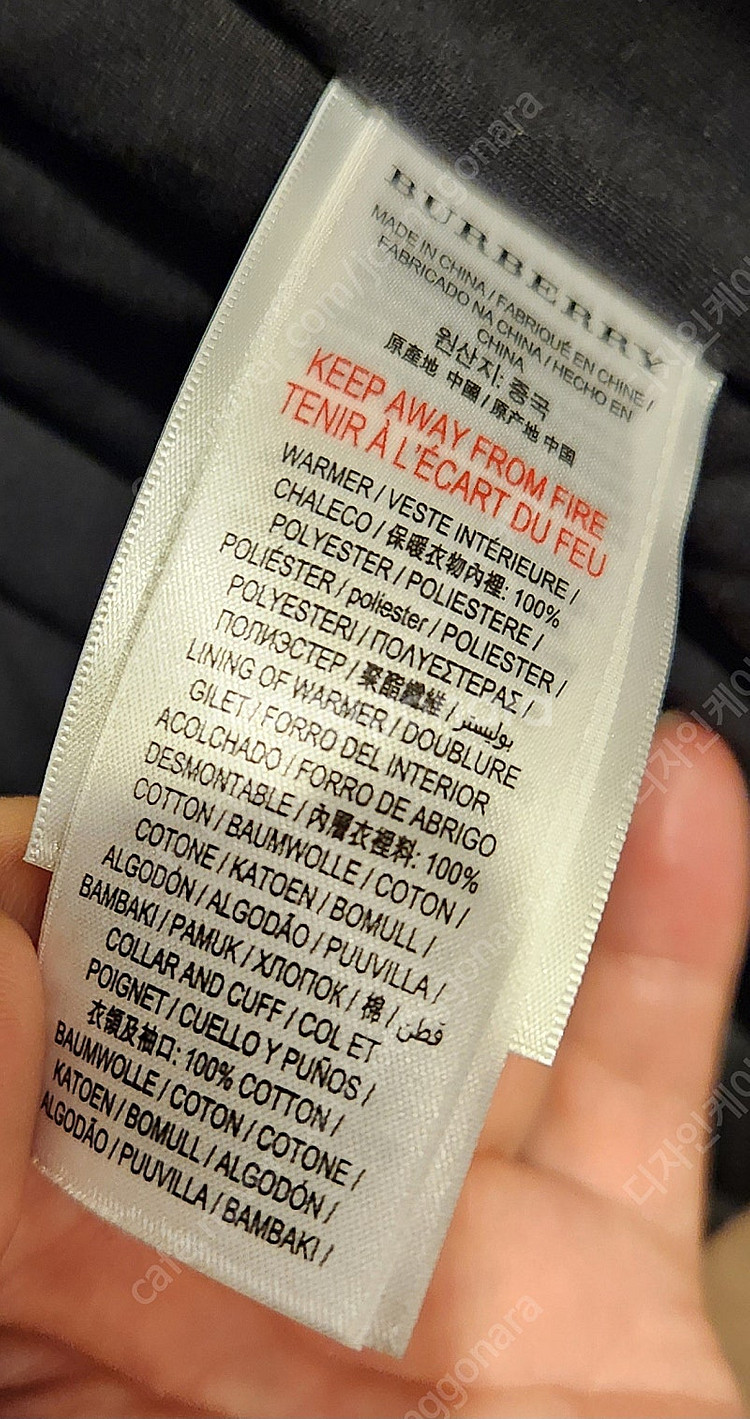 BURBERRY
MADE IN CHINA / FABRIQUÉ EN CHINE /
FABRICADO NA CHINA / HECHO EN
CHINA
원산지: 중국
原產地 中國 / 原产地 中国
KEEP AWAY FROM FIRE
TENIR À L'ÉCART DU FEU
WARMER / VESTE INTÉRIEURE /
CHALECO / 保暖衣物內裡: 100%
POLYESTER / POLIESTERE /
POLIÉSTER / poliester / POLIESTER /
POLYESTERI / ΠΟΛΥΕΣΤΕΡΑΣ /
ПОЛИЭСТЕР / 聚酯纖維 / بوليستر
LINING OF WARMER / DOUBLURE
GILET / FORRO DEL INTERIOR
ACOLCHADO / FORRO DE ABRIGO
DESMONTABLE / 內層衣裡料: 100%
COTTON / BAUMWOLLE / COTON /
COTONE / KATOEN / BOMULL /
ALGODÓN / ALGODÃO / PUUVILLA /
BAMBAKI / PAMUK / ХЛОПОК / 棉 / قطن
COLLAR AND CUFF / COL ET
POIGNET / CUELLO Y PUÑOS /
衣領及袖口: 100% COTTON /
BAUMWOLLE / COTON / COTONE /
KATOEN / BOMULL / ALGODÓN /
ALGODÃO / PUUVILLA / BAMBAKI /